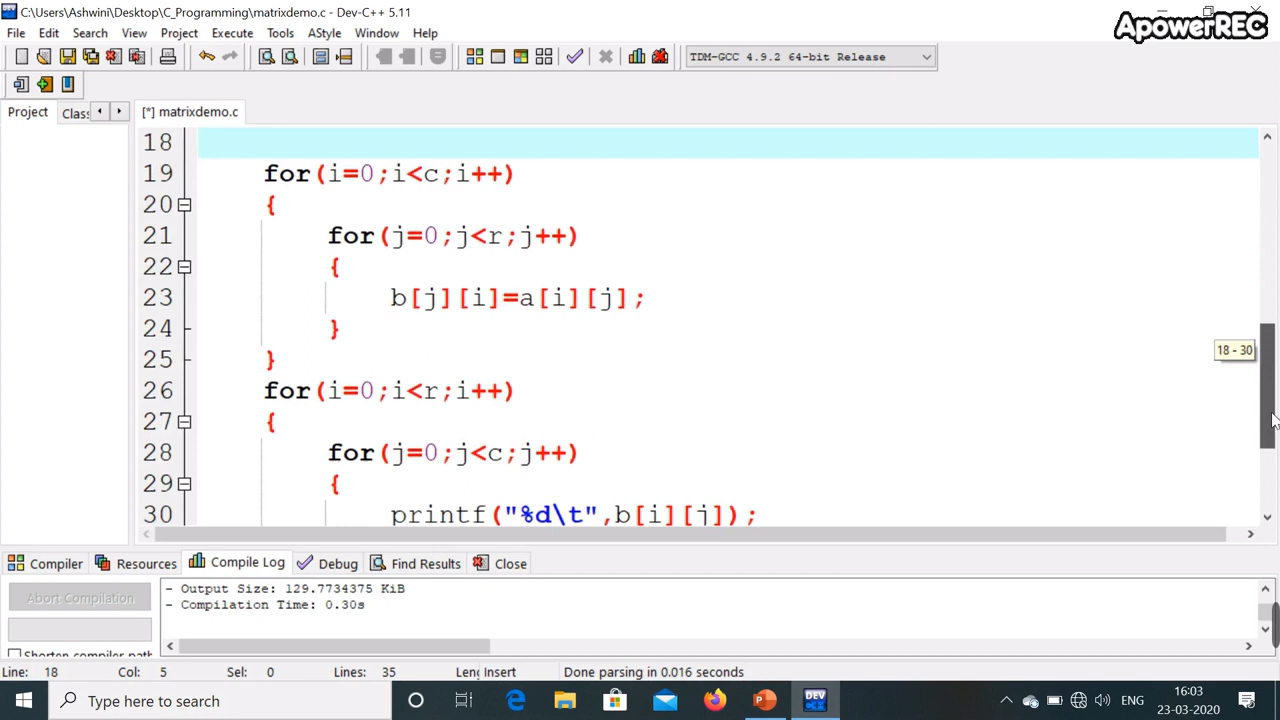 C:\Users\Ashwini\Desktop\C_Programming\matrixdemo.c - Dev-C++ 5.11
ApowerREC
File Edit Search View Project Execute Tools AStyle Window Help
TDM-GCC 4.9.2 64-bit Release
Project Class [*] matrixdemo.c
18
19 for(i=0;i<c;i++)
20 {
21 for(j=0;j<r;j++)
22 {
23 b[j][i]=a[i][j];
24 }
25 }
18 - 30
26 for(i=0;i<r;i++)
27 {
28 for(j=0;j<c;j++)
29 {
30 printf("%d\t",b[i][j]);
Compiler Resources Compile Log Debug Find Results Close
Abort Compilation
- Output Size: 129.7734375 KiB
- Compilation Time: 0.30s
Shorten compiler path
Line: 18 Col: 5 Sel: 0 Lines: 35 Leng Insert Done parsing in 0.016 seconds
Type here to search
DEV
ENG
16:03
23-03-2020